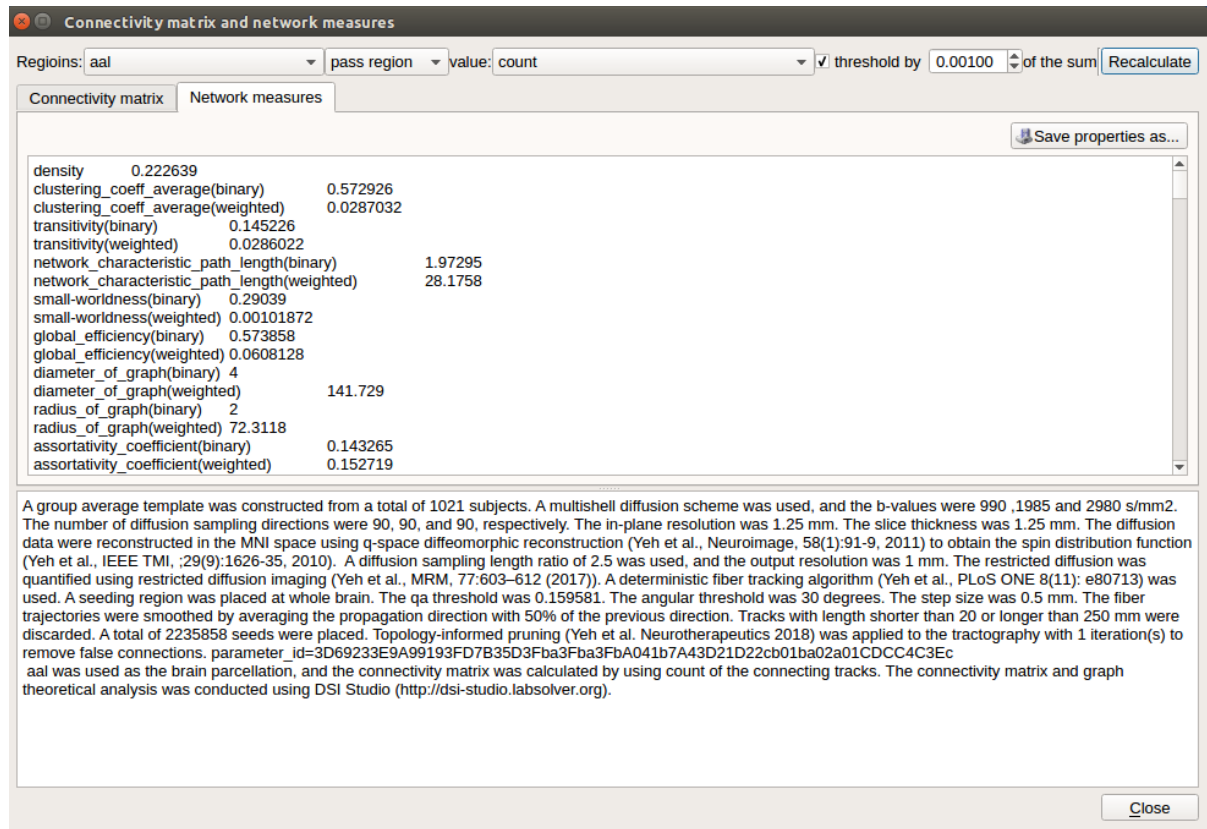 Connectivity matrix and network measures
Regioins: aal pass region value: count threshold by 0.00100 of the sum Recalculate
Connectivity matrix Network measures
Save properties as...
density 0.222639
clustering_coeff_average(binary) 0.572926
clustering_coeff_average(weighted) 0.0287032
transitivity(binary) 0.145226
transitivity(weighted) 0.0286022
network_characteristic_path_length(binary) 1.97295
network_characteristic_path_length(weighted) 28.1758
small-worldness(binary) 0.29039
small-worldness(weighted) 0.00101872
global_efficiency(binary) 0.573858
global_efficiency(weighted) 0.0608128
diameter_of_graph(binary) 4
diameter_of_graph(weighted) 141.729
radius_of_graph(binary) 2
radius_of_graph(weighted) 72.3118
assortativity_coefficient(binary) 0.143265
assortativity_coefficient(weighted) 0.152719
A group average template was constructed from a total of 1021 subjects. A multishell diffusion scheme was used, and the b-values were 990 ,1985 and 2980 s/mm2.
The number of diffusion sampling directions were 90, 90, and 90, respectively. The in-plane resolution was 1.25 mm. The slice thickness was 1.25 mm. The diffusion
data were reconstructed in the MNI space using q-space diffeomorphic reconstruction (Yeh et al., Neuroimage, 58(1):91-9, 2011) to obtain the spin distribution function
(Yeh et al., IEEE TMI, ;29(9):1626-35, 2010). A diffusion sampling length ratio of 2.5 was used, and the output resolution was 1 mm. The restricted diffusion was
quantified using restricted diffusion imaging (Yeh et al., MRM, 77:603–612 (2017)). A deterministic fiber tracking algorithm (Yeh et al., PLoS ONE 8(11): e80713) was
used. A seeding region was placed at whole brain. The qa threshold was 0.159581. The angular threshold was 30 degrees. The step size was 0.5 mm. The fiber
trajectories were smoothed by averaging the propagation direction with 50% of the previous direction. Tracks with length shorter than 20 or longer than 250 mm were
discarded. A total of 2235858 seeds were placed. Topology-informed pruning (Yeh et al. Neurotherapeutics 2018) was applied to the tractography with 1 iteration(s) to
remove false connections. parameter_id=3D69233E9A99193FD7B35D3Fba3Fba3FbA041b7A43D21D22cb01ba02a01CDCC4C3Ec
aal was used as the brain parcellation, and the connectivity matrix was calculated by using count of the connecting tracks. The connectivity matrix and graph
theoretical analysis was conducted using DSI Studio (http://dsi-studio.labsolver.org).
Close